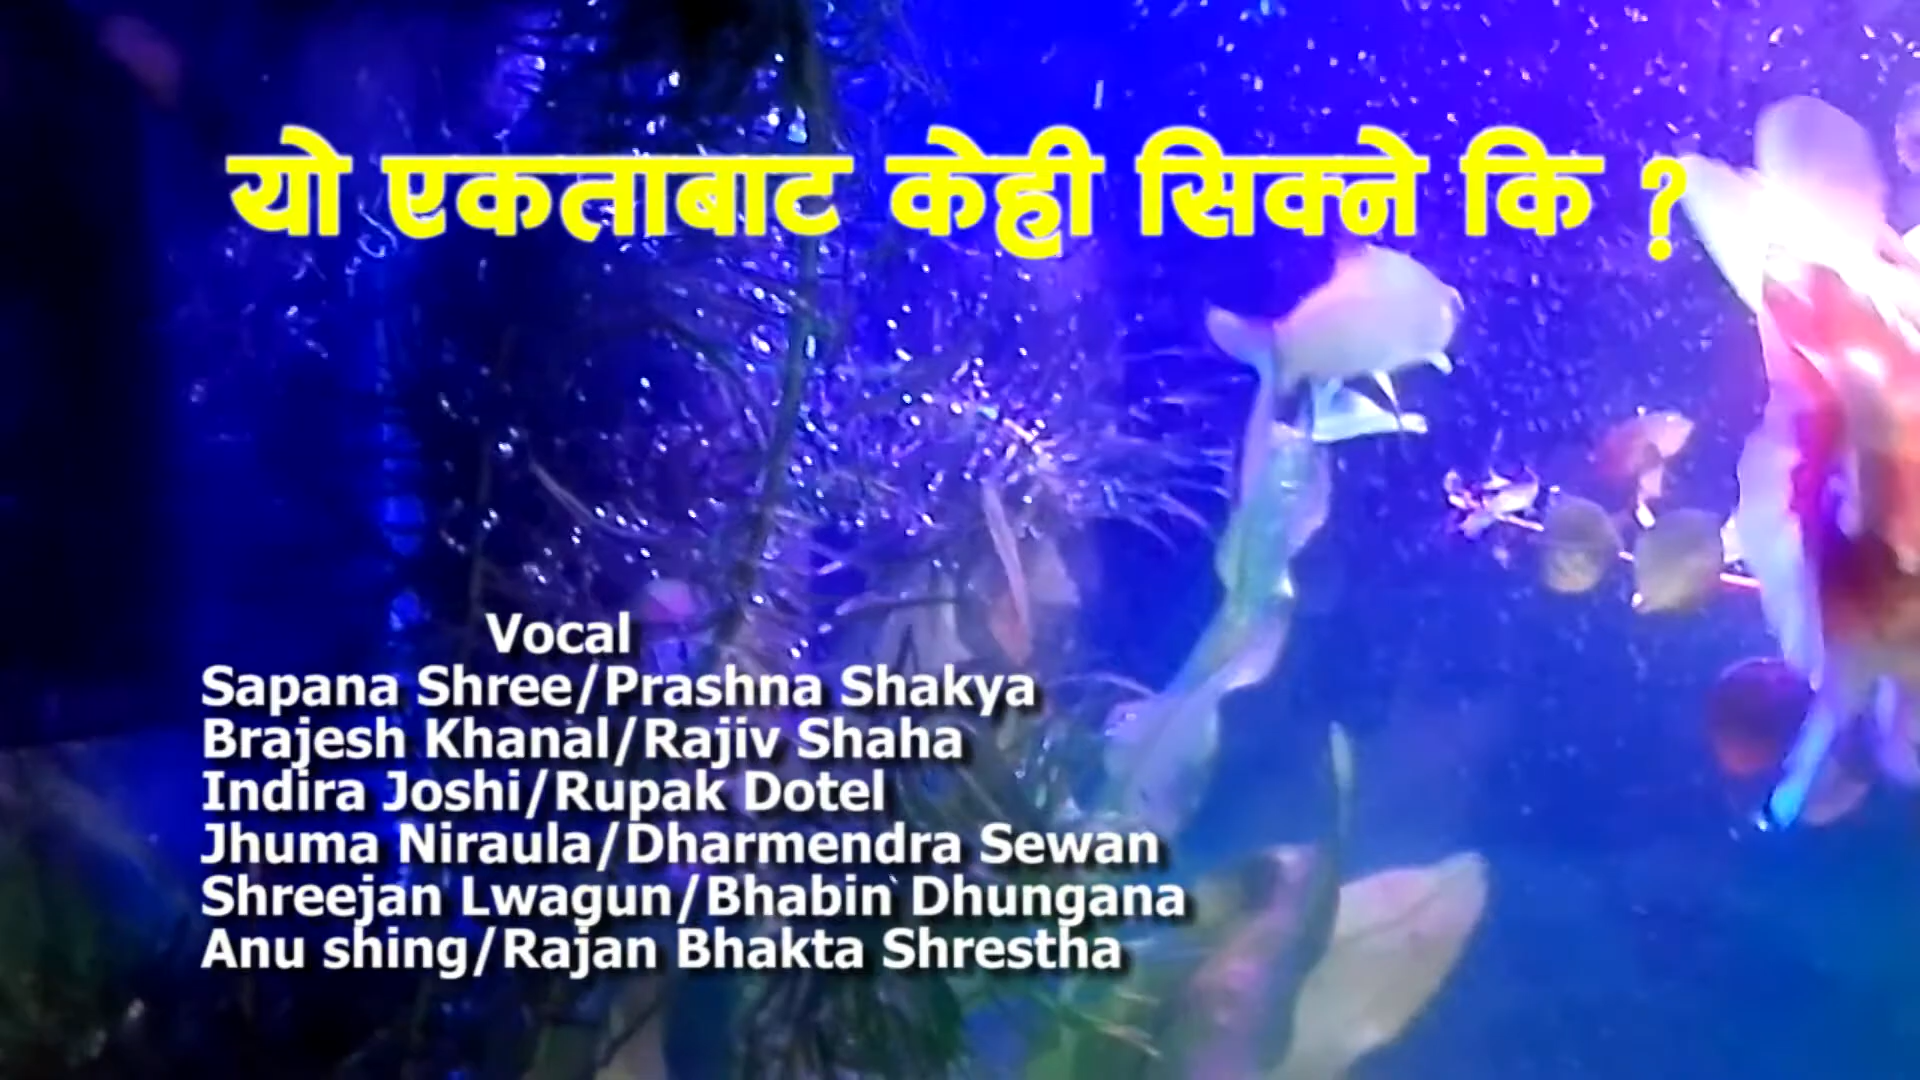 यो एकताबाट केही सिक्ने कि ?
Vocal
Sapana Shree/Prashna Shakya
Brajesh Khanal/Rajiv Shaha
Indira Joshi/Rupak Dotel
Jhuma Niraula/Dharmendra Sewan
Shreejan Lwagun/Bhabin Dhungana
Anu shing/Rajan Bhakta Shrestha